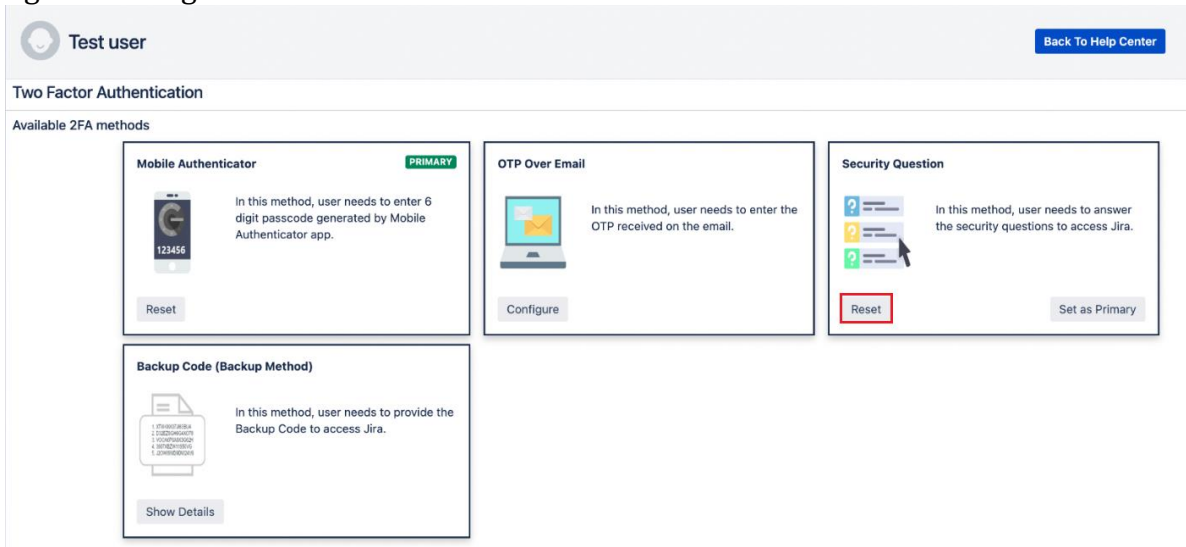 Test user
Back To Help Center
Two Factor Authentication
Available 2FA methods
Mobile Authenticator
PRIMARY
In this method, user needs to enter 6
digit passcode generated by Mobile
Authenticator app.
123456
Reset
OTP Over Email
In this method, user needs to enter the
OTP received on the email.
Configure
Security Question
?
?
?
In this method, user needs to answer
the security questions to access Jira.
Reset
Set as Primary
Backup Code (Backup Method)
In this method, user needs to provide the
Backup Code to access Jira.
Show Details